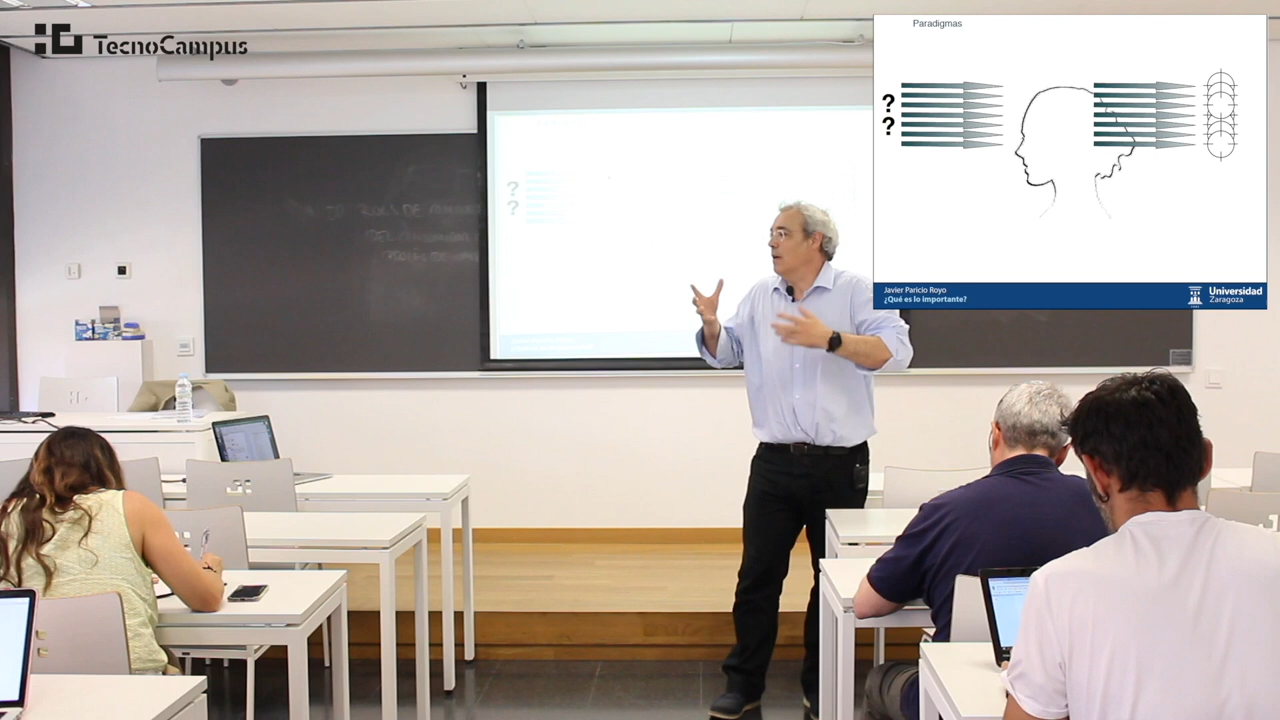 TecnoCampus
Paradigmas
?
?
?
?
Javier Paricio Royo
¿Qué es lo importante?
Universidad
Zaragoza